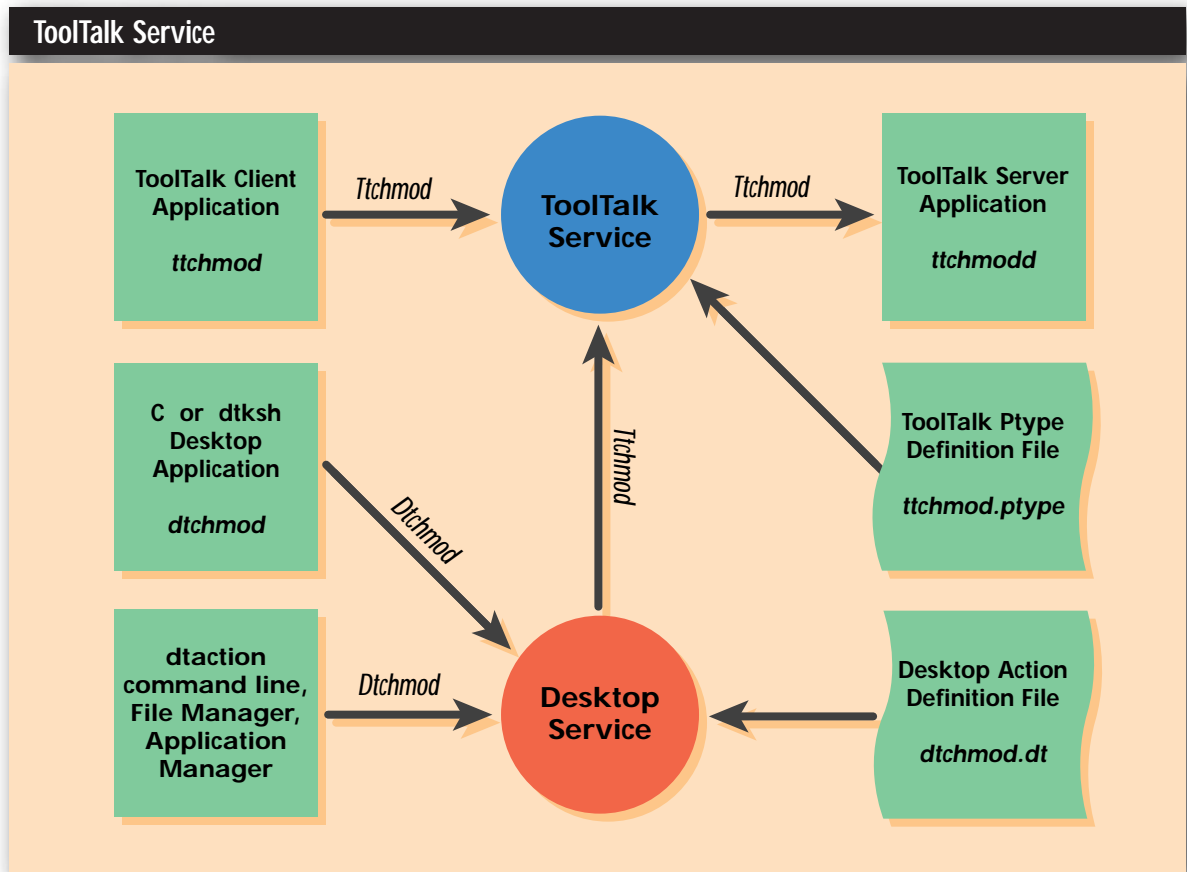 ToolTalk Service
ToolTalk Client
Application
ttchmod
Ttchmod
ToolTalk
Service
Ttchmod
ToolTalk Server
Application
ttchmodd
C or dtksh
Desktop
Application
dtchmod
Dtchmod
Ttchmod
ToolTalk Ptype
Definition File
ttchmod.ptype
dtaction
command line,
File Manager,
Application
Manager
Dtchmod
Desktop
Service
Desktop Action
Definition File
dtchmod.dt